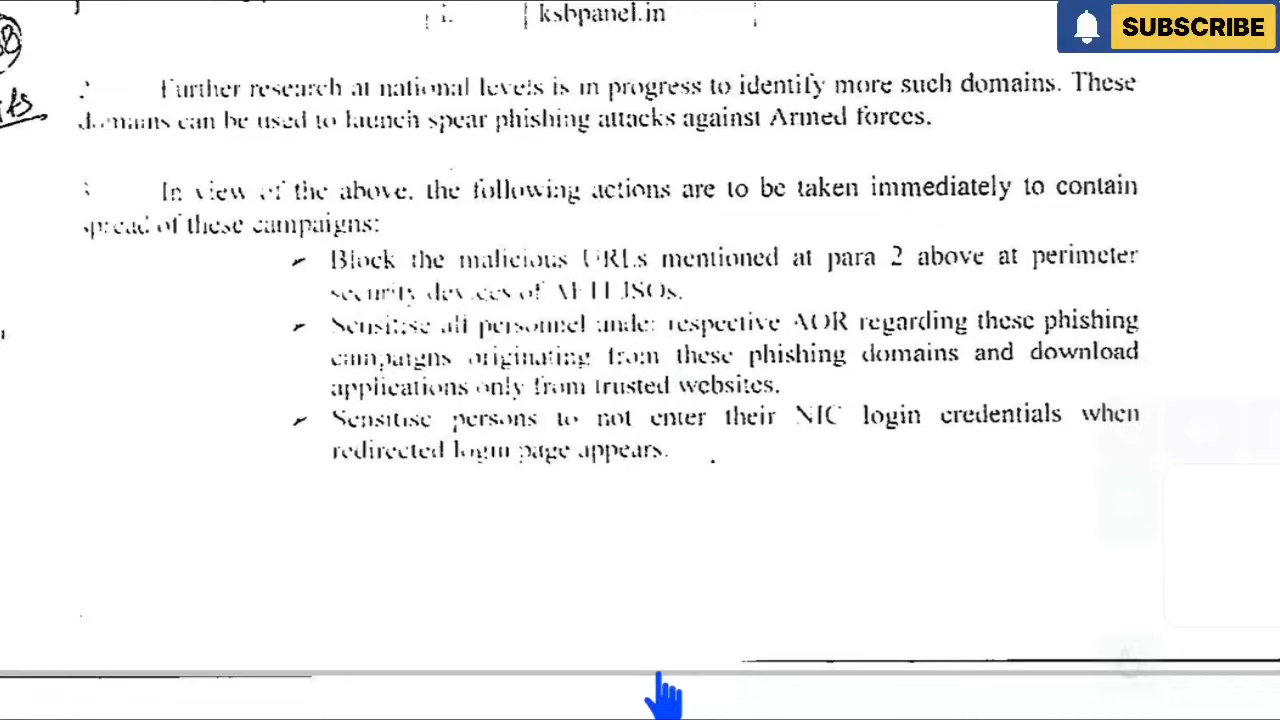 i. ksbpanel.in
SUBSCRIBE
38
2 Further research at national levels is in progress to identify more such domains. These
domains can be used to launch spear phishing attacks against Armed forces.
3 In view of the above, the following actions are to be taken immediately to contain
spread of these campaigns:
Block the malicious URLs mentioned at para 2 above at perimeter
security devices of
Sensitise all personnel under respective AOR regarding these phishing
campaigns originating from these phishing domains and download
applications only from trusted websites.
Sensitise persons to not enter their NIC login credentials when
redirected login page appears.